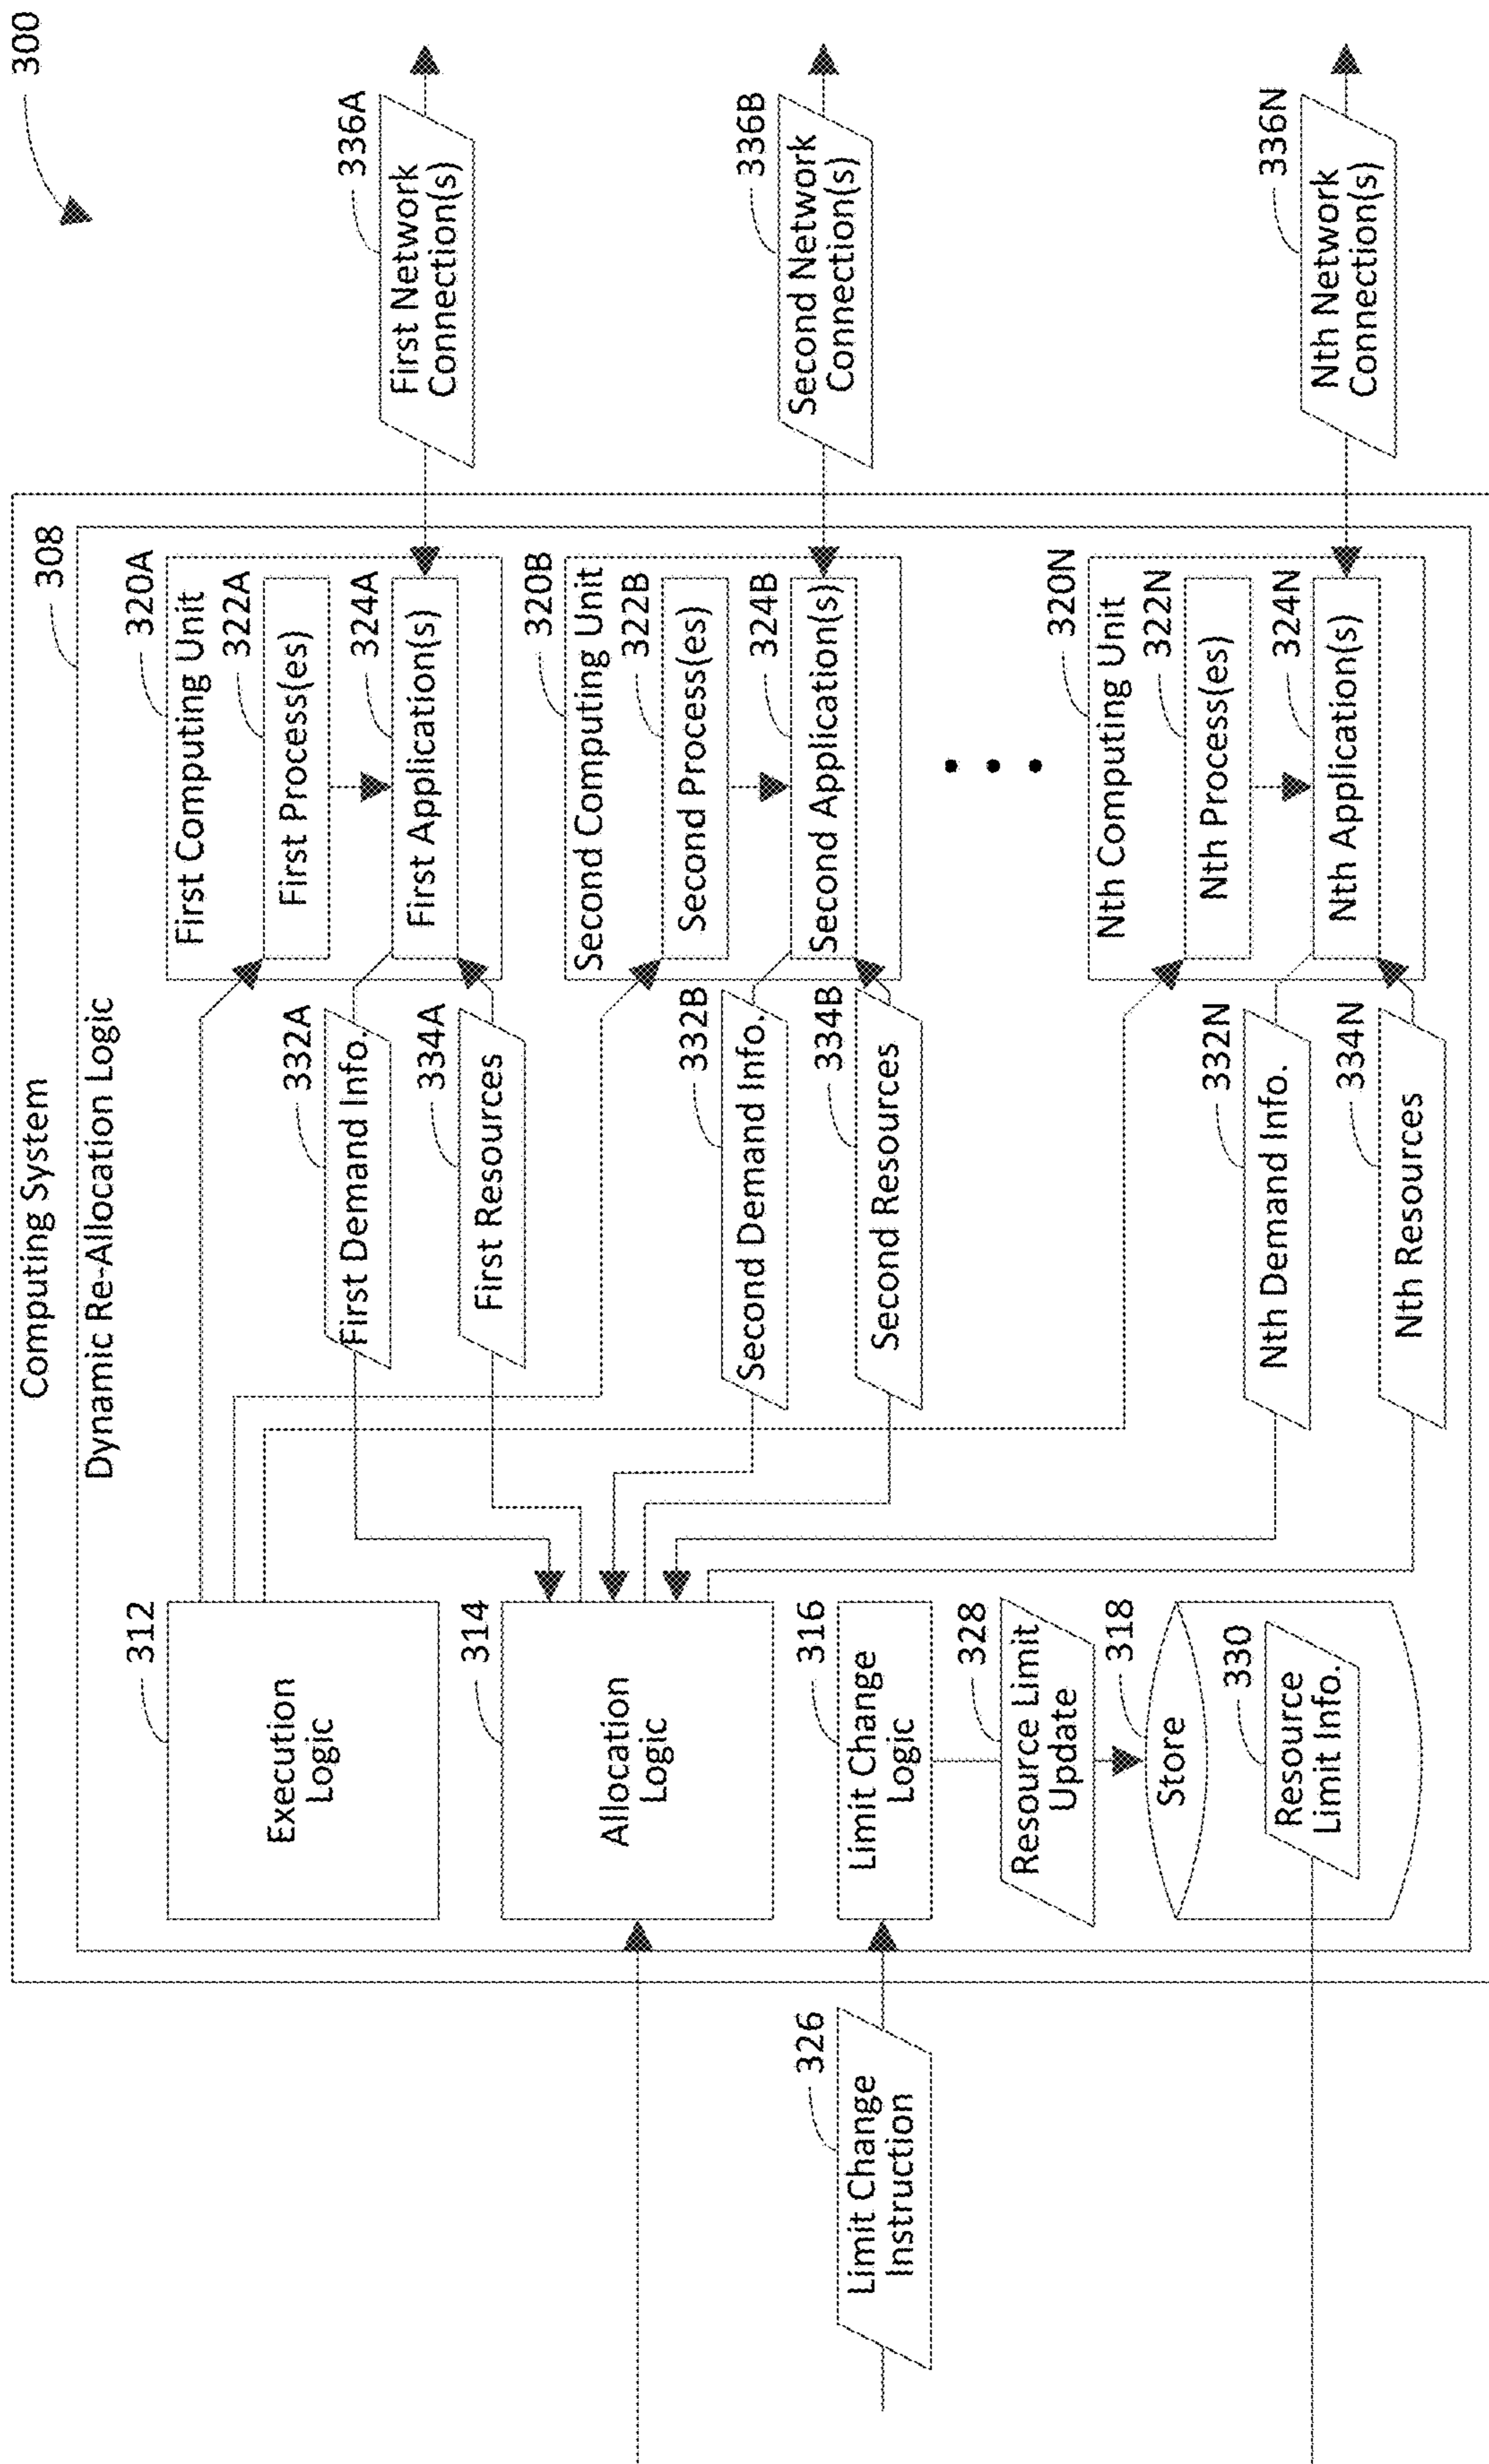 300
Computing System
308
Dynamic Re-Allocation Logic
312
Execution
Logic
314
Allocation
Logic
316
Limit Change
Logic
328
Resource Limit
Update
318
Store
330
Resource
Limit Info.
326
Limit Change
Instruction
332A
First Demand Info.
334A
First Resources
332B
Second Demand Info.
334B
Second Resources
332N
Nth Demand Info.
334N
Nth Resources
320A
First Computing Unit
322A
First Process(es)
324A
First Application(s)
320B
Second Computing Unit
322B
Second Process(es)
324B
Second Application(s)
320N
Nth Computing Unit
322N
Nth Process(es)
324N
Nth Application(s)
336A
First Network
Connection(s)
336B
Second Network
Connection(s)
336N
Nth Network
Connection(s)